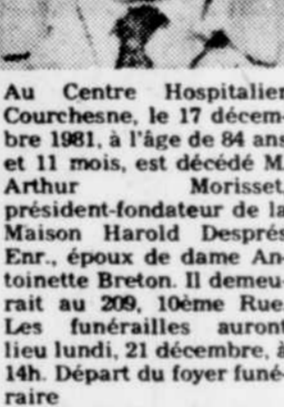 Au Centre Hospitalier
Courchesne, le 17 décem-
bre 1981, à l'âge de 84 ans
et 11 mois, est décédé M.
Arthur Morisset,
président-fondateur de la
Maison Harold Després
Enr., époux de dame An-
toinette Breton. Il demeu-
rait au 209, 10ème Rue.
Les funérailles auront
lieu lundi, 21 décembre, à
14h. Départ du foyer funé-
raire